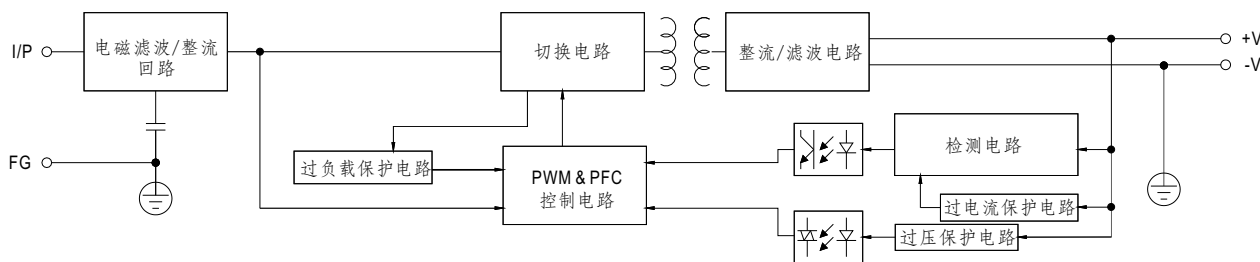 I/P
电磁滤波/整流
回路
切换电路
整流/滤波电路
+V
-V
FG
过负载保护电路
PWM & PFC
控制电路
检测电路
过电流保护电路
过压保护电路